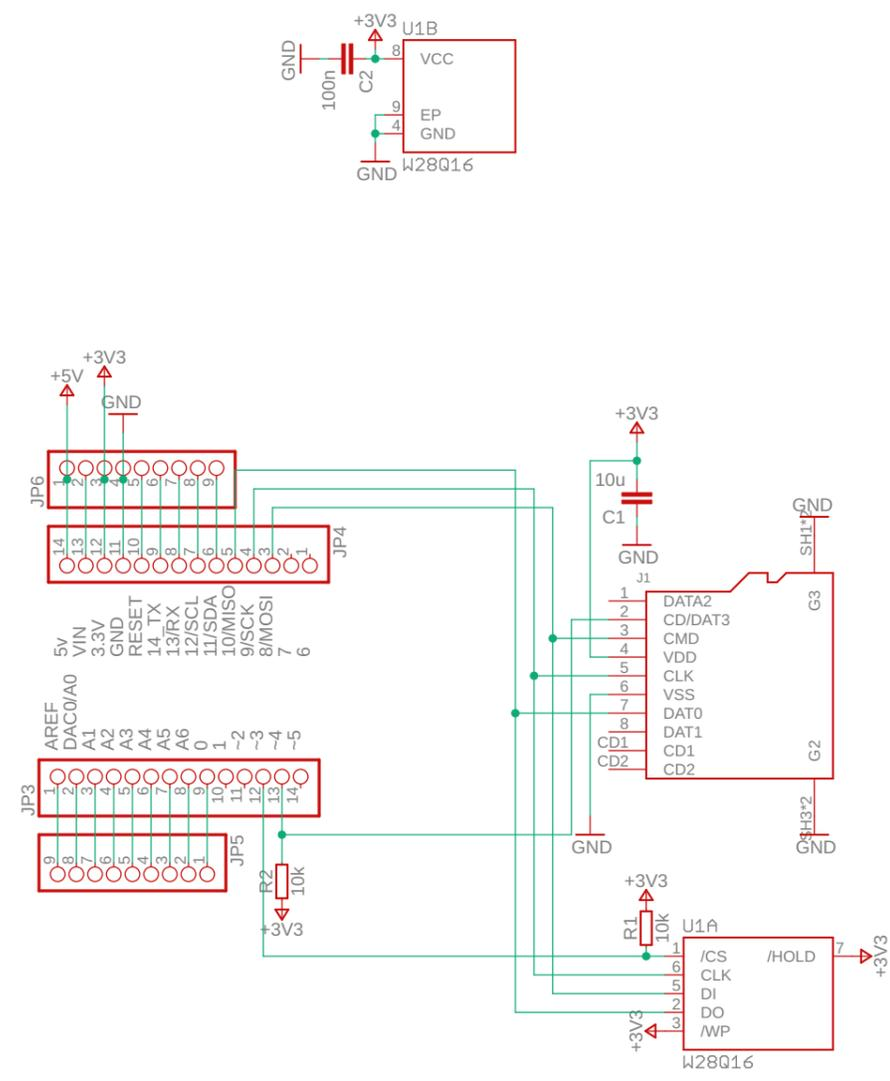 +3V3
U1B
GND
8
VCC
100n
C2
9
EP
4
GND
GND
W28Q16
+3V3
+5V
GND
JP6
1 2 3 4 5 6 7 8 9
JP4
14 13 12 11 10 9 8 7 6 5 4 3 2 1
5v
VIN
3.3V
GND
RESET
14_TX
13/RX
12/SCL
11/SDA
10/MISO
9/SCK
8/MOSI
7
6
AREF
DAC0/A0
A1
A2
A3
A4
A5
A6
0
1
~2
~3
~4
~5
JP3
1 2 3 4 5 6 7 8 9 10 11 12 13 14
JP5
9 8 7 6 5 4 3 2 1
R2
10k
+3V3
+3V3
10u
C1
GND
GND
J1
1 DATA2
2 CD/DAT3
3 CMD
4 VDD
5 CLK
6 VSS
7 DAT0
8 DAT1
CD1 CD1
CD2 CD2
G3
G2
SH3*2
GND
GND
+3V3
R1
10k
U1A
1 /CS
/HOLD 7
+3V3
6 CLK
5 DI
2 DO
3 /WP
+3V3
W28Q16